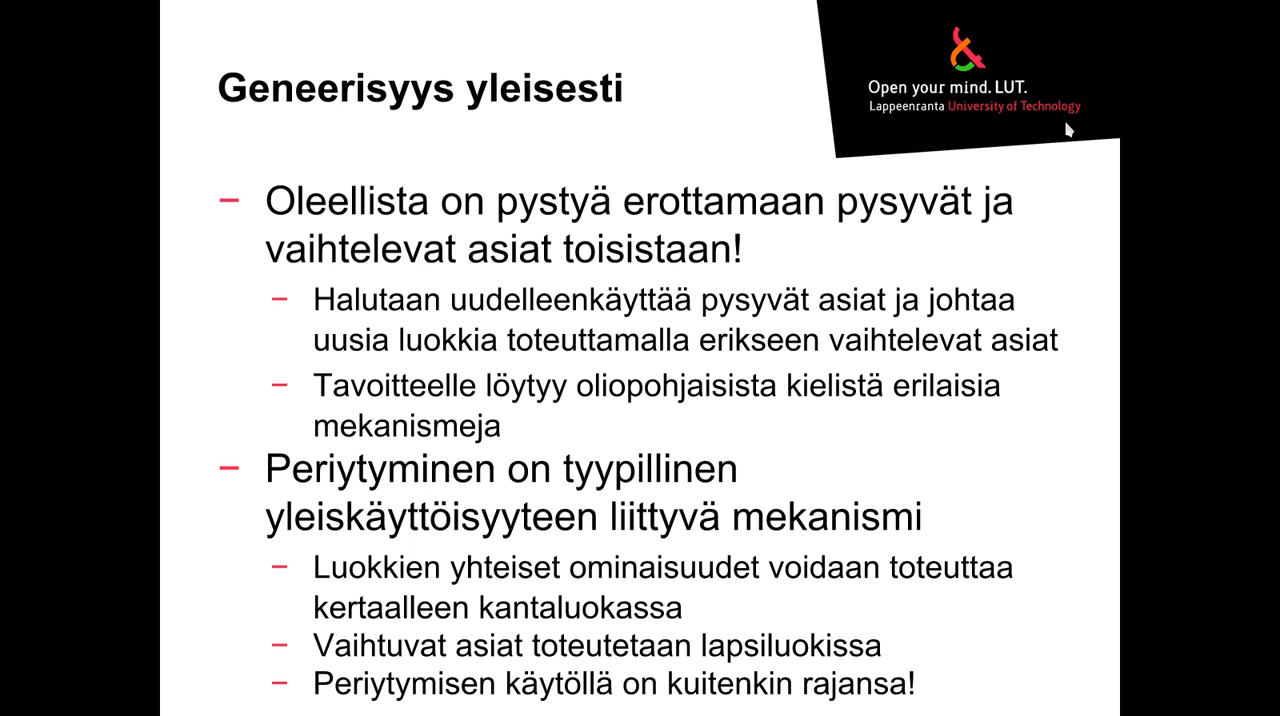 Geneerisyys yleisesti
Open your mind. LUT.
Lappeenranta University of Technology
– Oleellista on pystyä erottamaan pysyvät ja
vaihtelevat asiat toisistaan!
– Halutaan uudelleenkäyttää pysyvät asiat ja johtaa
uusia luokkia toteuttamalla erikseen vaihtelevat asiat
– Tavoitteelle löytyy oliopohjaisista kielistä erilaisia
mekanismeja
– Periytyminen on tyypillinen
yleiskäyttöisyyteen liittyvä mekanismi
– Luokkien yhteiset ominaisuudet voidaan toteuttaa
kertaalleen kantaluokassa
– Vaihtuvat asiat toteutetaan lapsiluokissa
– Periytymisen käytöllä on kuitenkin rajansa!